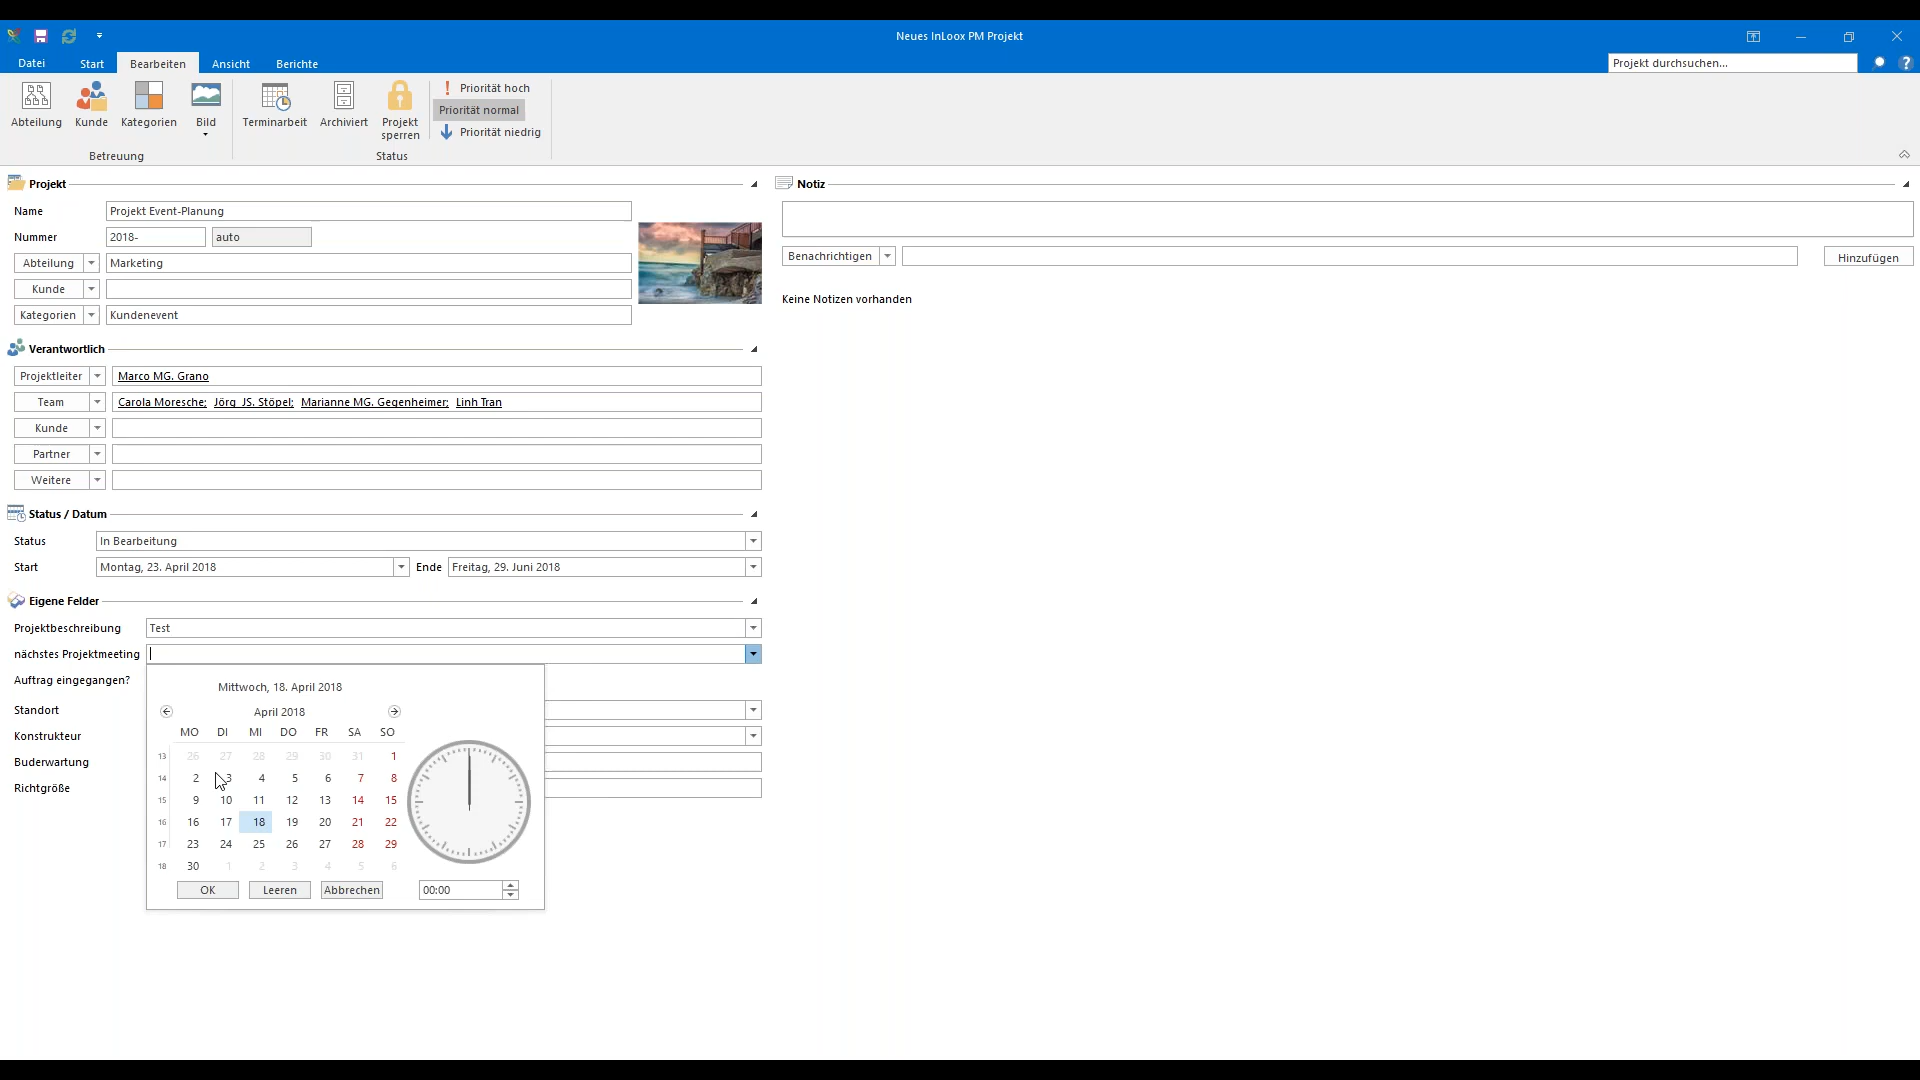 Neues InLoox PM Projekt
Datei Start Bearbeiten Ansicht Berichte
Projekt durchsuchen...
Abteilung Kunde Kategorien Bild Terminarbeit Archiviert Projekt sperren
Priorität hoch
Priorität normal
Priorität niedrig
Betreuung Status
Projekt
Name Projekt Event-Planung
Nummer 2018- auto
Abteilung Marketing
Kunde
Kategorien Kundenevent
Verantwortlich
Projektleiter Marco MG. Grano
Team Carola Moresche; Jörg JS. Stöpel; Marianne MG. Gegenheimer; Linh Tran
Kunde
Partner
Weitere
Status / Datum
Status In Bearbeitung
Start Montag, 23. April 2018 Ende Freitag, 29. Juni 2018
Eigene Felder
Projektbeschreibung Test
nächstes Projektmeeting
Auftrag eingegangen?
Standort
Konstrukteur
Buderwartung
Richtgröße
Mittwoch, 18. April 2018
April 2018
MO DI MI DO FR SA SO
13 26 27 28 29 30 31 1
14 2 3 4 5 6 7 8
15 9 10 11 12 13 14 15
16 16 17 18 19 20 21 22
17 23 24 25 26 27 28 29
18 30 1 2 3 4 5 6
OK Leeren Abbrechen 00:00
Notiz
Benachrichtigen Hinzufügen
Keine Notizen vorhanden